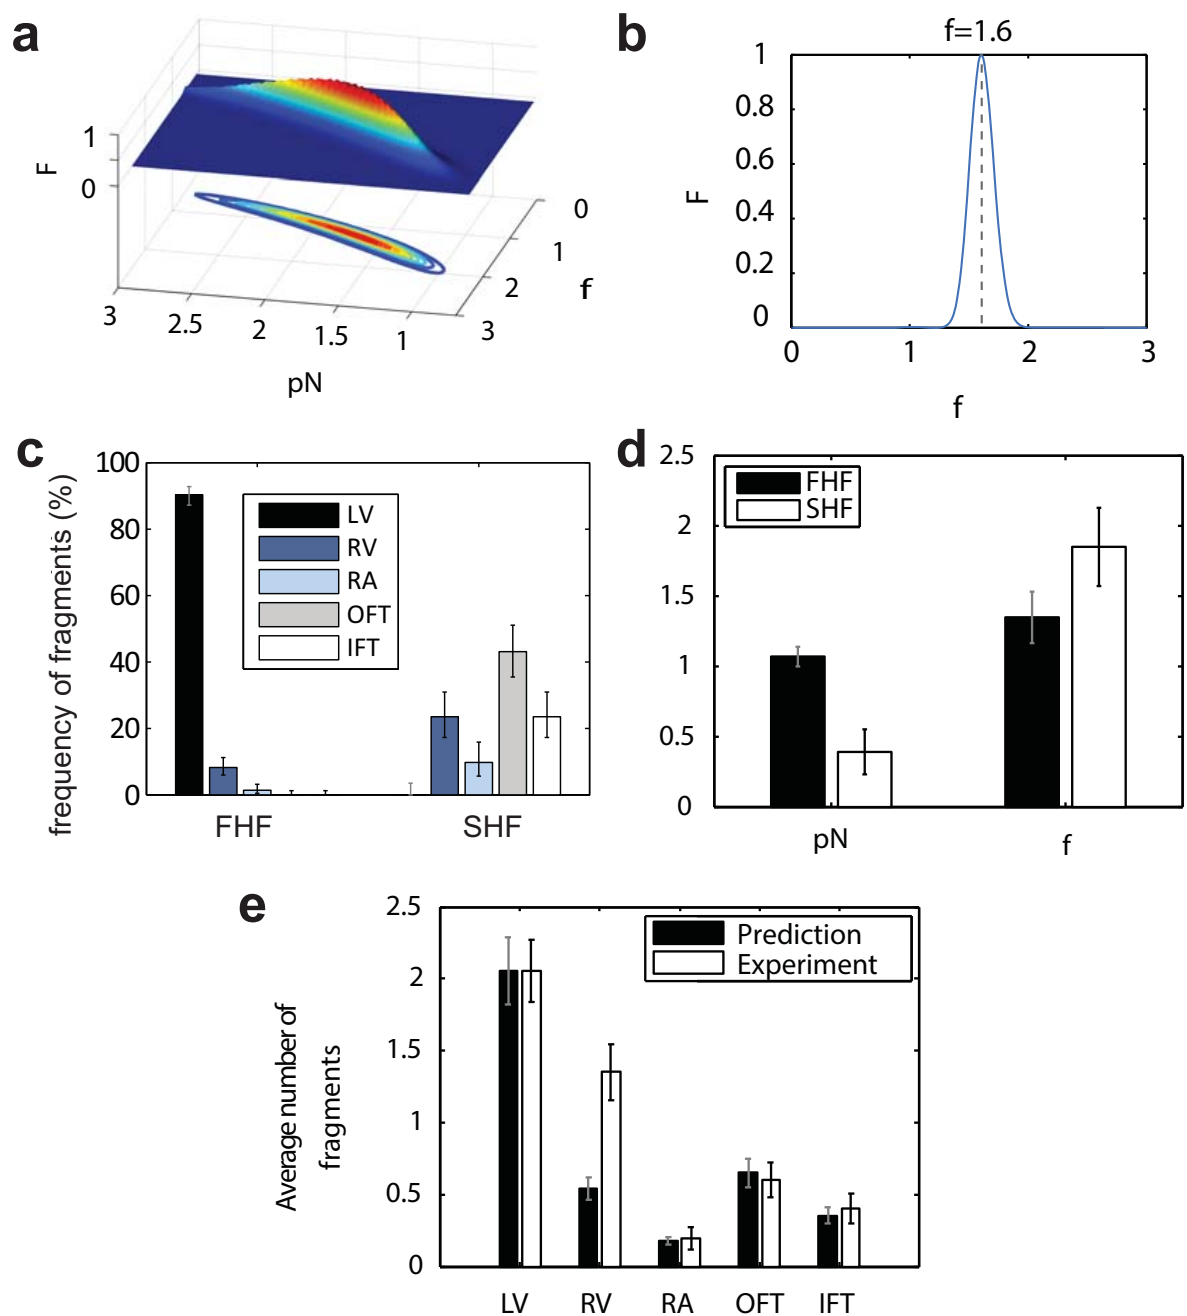 a
F
1
0
3
2.5
2
1.5
1
pN
0
1
2
3
f
b
f=1.6
F
1
0.8
0.6
0.4
0.2
0
0
1
2
3
f
c
frequency of fragments (%)
100
80
60
40
20
0
LV
RV
RA
OFT
IFT
FHF
SHF
d
2.5
2
1.5
1
0.5
0
FHF
SHF
pN
f
e
Average number of
fragments
2.5
2
1.5
1
0.5
0
Prediction
Experiment
LV
RV
RA
OFT
IFT